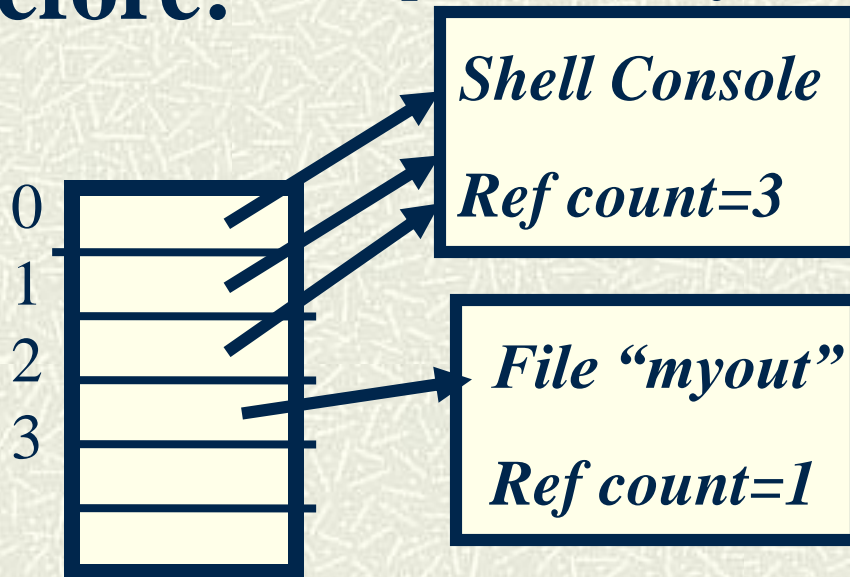 Shell Console
Ref count=3
0
1
2
3
File “myout”
Ref count=1